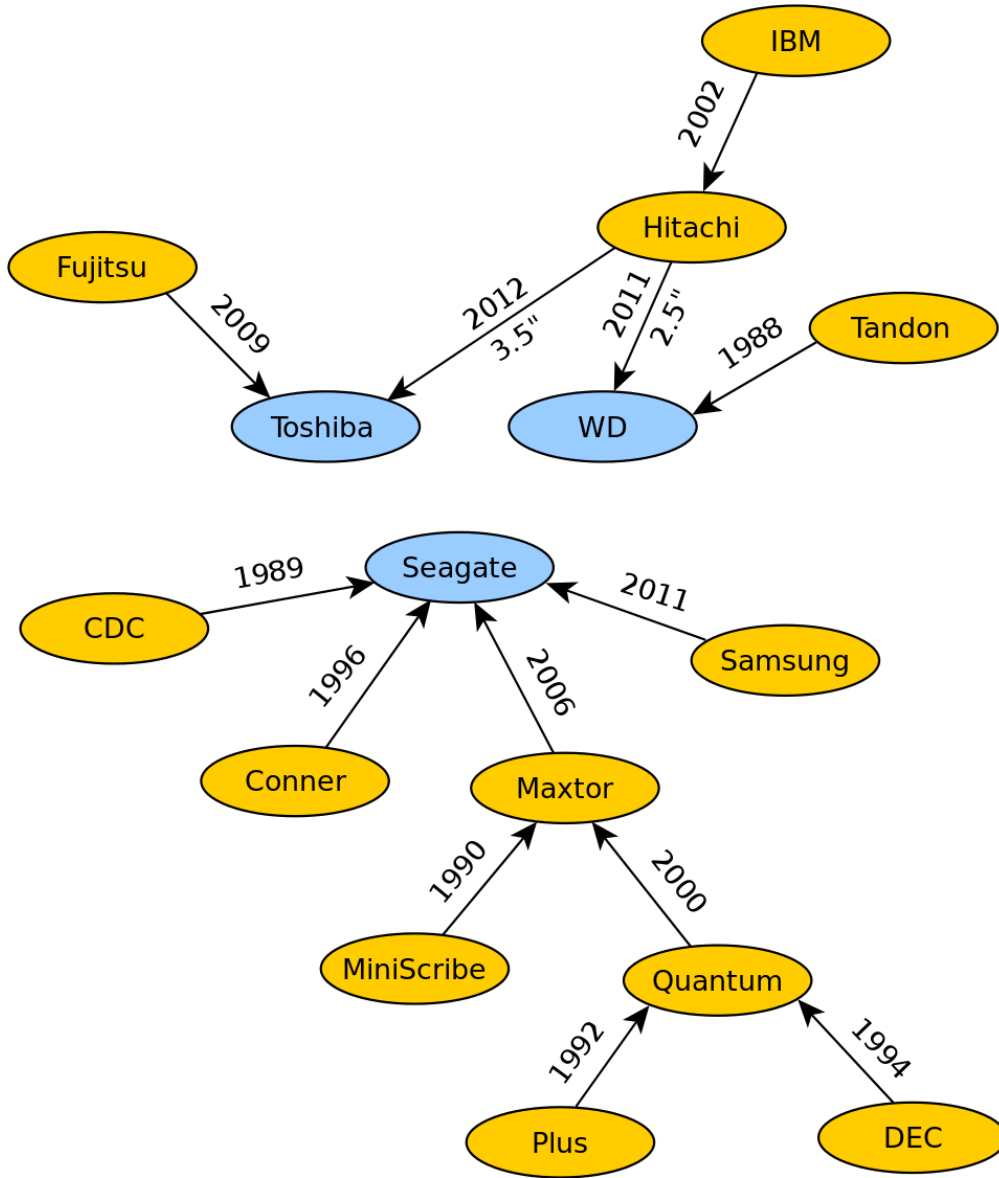 IBM
2002
Hitachi
Fujitsu
2009
2012
3.5"
2011
2.5"
1988
Tandon
Toshiba
WD
Seagate
1989
2011
CDC
Samsung
1996
2006
Conner
Maxtor
1990
2000
MiniScribe
Quantum
1992
1994
Plus
DEC